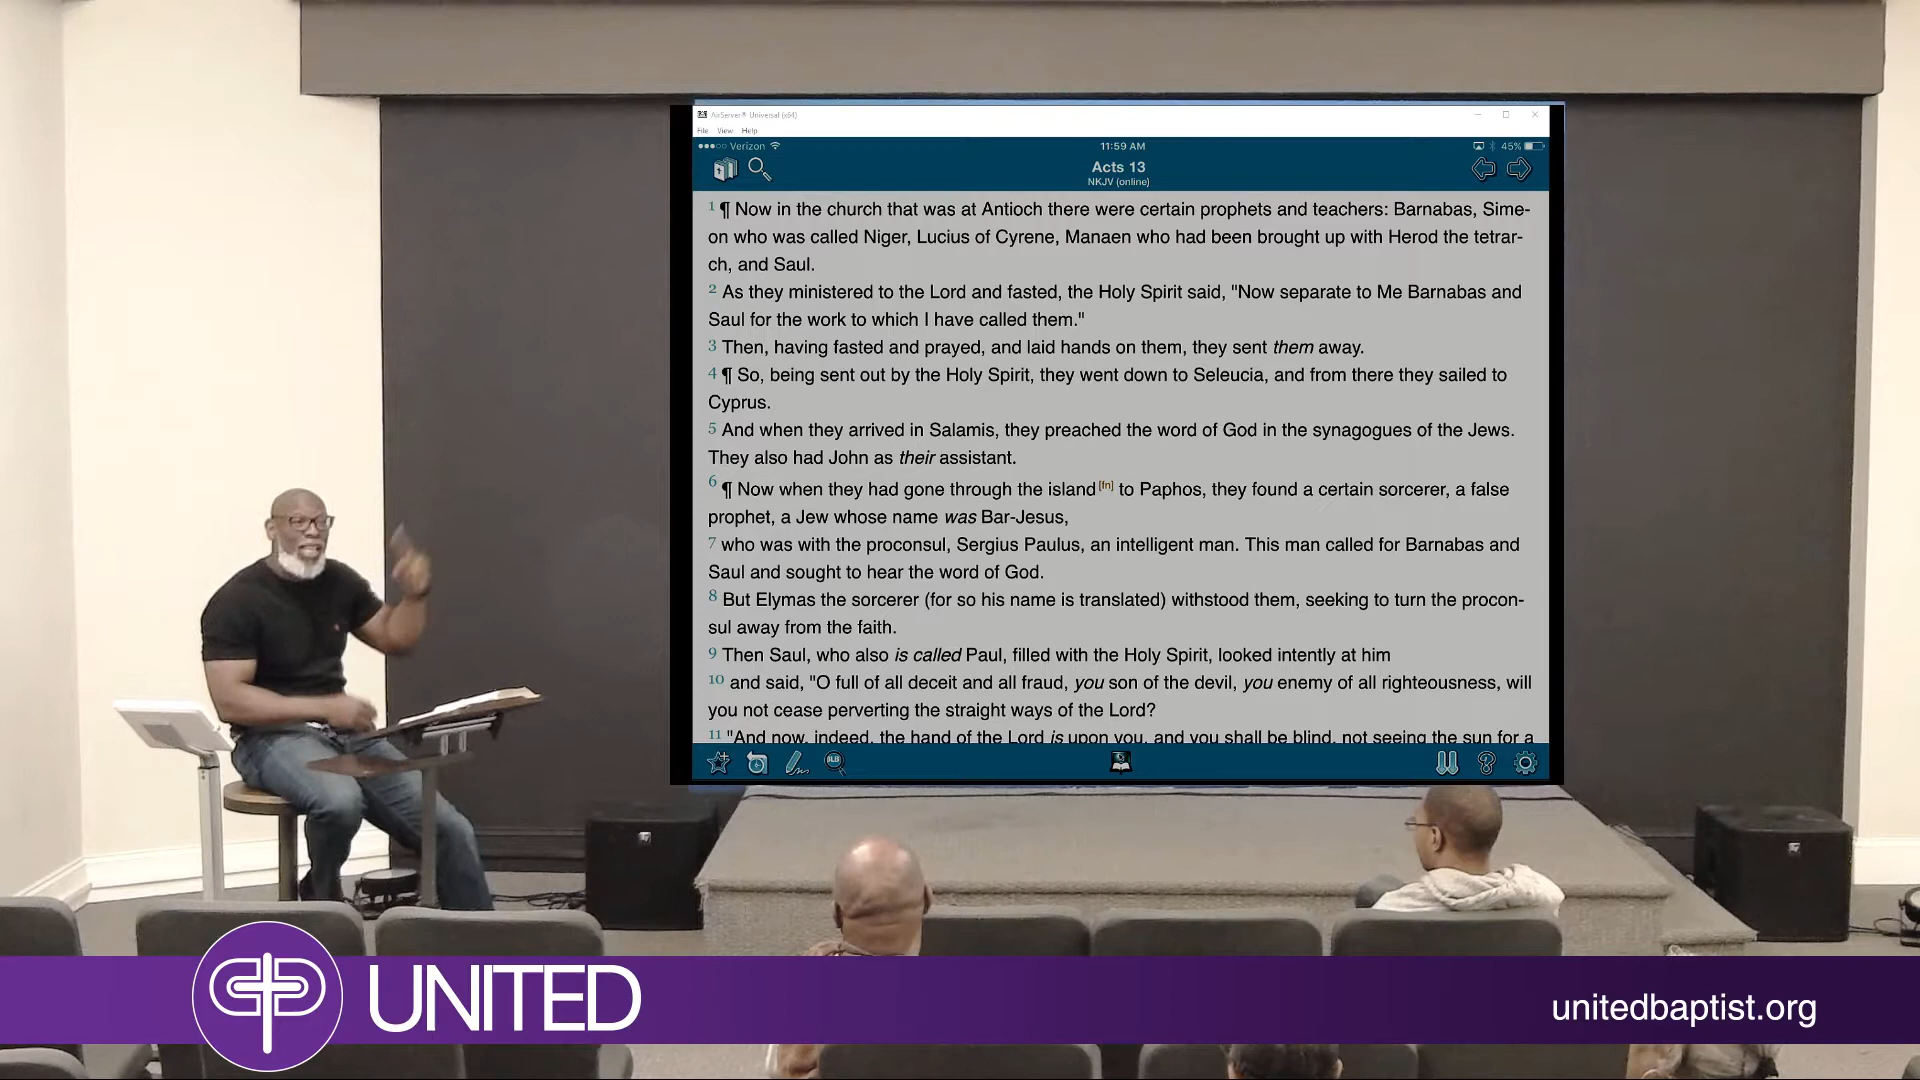 AirServer® Universal (x64)
File View Help
Verizon
11:59 AM
45%
Acts 13
NKJV (online)
1 ¶ Now in the church that was at Antioch there were certain prophets and teachers: Barnabas, Sime-
on who was called Niger, Lucius of Cyrene, Manaen who had been brought up with Herod the tetrar-
ch, and Saul.
2 As they ministered to the Lord and fasted, the Holy Spirit said, "Now separate to Me Barnabas and
Saul for the work to which I have called them."
3 Then, having fasted and prayed, and laid hands on them, they sent them away.
4 ¶ So, being sent out by the Holy Spirit, they went down to Seleucia, and from there they sailed to
Cyprus.
5 And when they arrived in Salamis, they preached the word of God in the synagogues of the Jews.
They also had John as their assistant.
6 ¶ Now when they had gone through the island[fn] to Paphos, they found a certain sorcerer, a false
prophet, a Jew whose name was Bar-Jesus,
7 who was with the proconsul, Sergius Paulus, an intelligent man. This man called for Barnabas and
Saul and sought to hear the word of God.
8 But Elymas the sorcerer (for so his name is translated) withstood them, seeking to turn the procon-
sul away from the faith.
9 Then Saul, who also is called Paul, filled with the Holy Spirit, looked intently at him
10 and said, "O full of all deceit and all fraud, you son of the devil, you enemy of all righteousness, will
you not cease perverting the straight ways of the Lord?
11 "And now, indeed, the hand of the Lord is upon you, and you shall be blind, not seeing the sun for a
BLB
UNITED
unitedbaptist.org